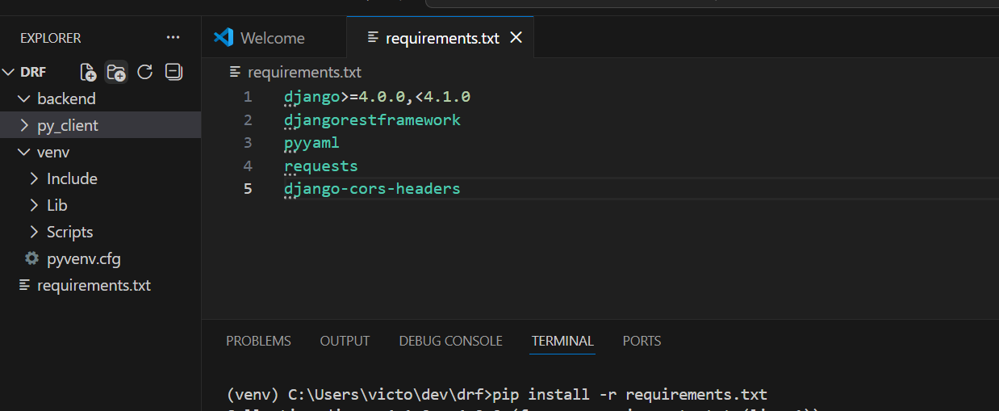 EXPLORER
...
Welcome
requirements.txt
DRF
requirements.txt
backend
py_client
venv
Include
Lib
Scripts
pyvenv.cfg
requirements.txt
1 django>=4.0.0,<4.1.0
2 djangorestframework
3 pyyaml
4 requests
5 django-cors-headers
PROBLEMS OUTPUT DEBUG CONSOLE TERMINAL PORTS
(venv) C:\Users\victo\dev\drf>pip install -r requirements.txt